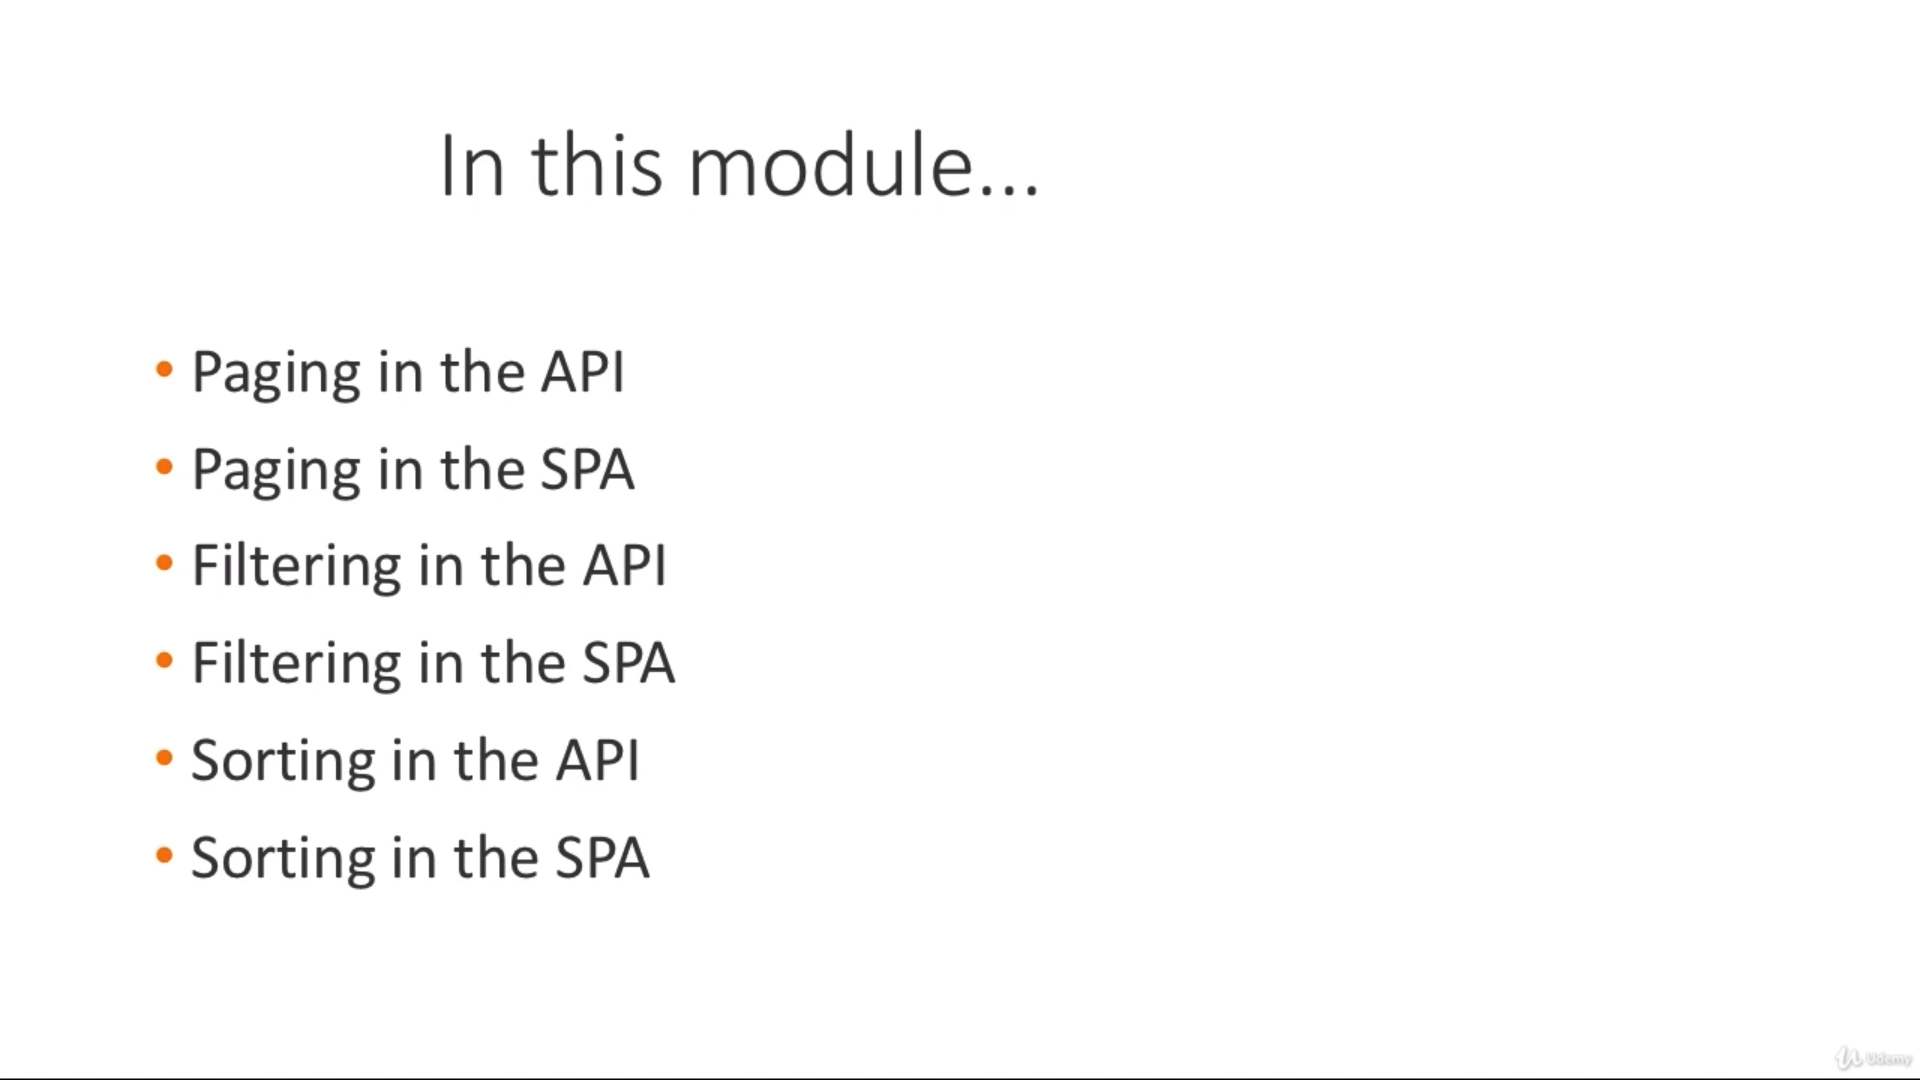 In this module...
• Paging in the API
• Paging in the SPA
• Filtering in the API
• Filtering in the SPA
• Sorting in the API
• Sorting in the SPA
Udemy